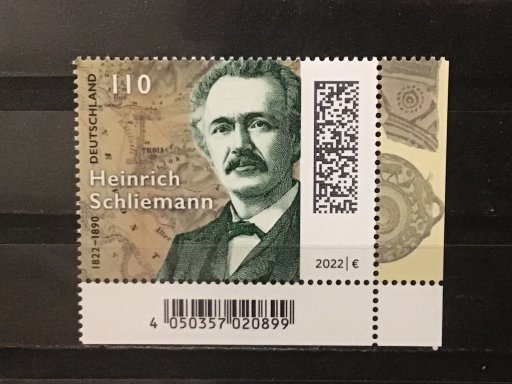 110
DEUTSCHLAND
TROIA
Heinrich
Schliemann
1822–1890
2022 | €
4 050357 020899